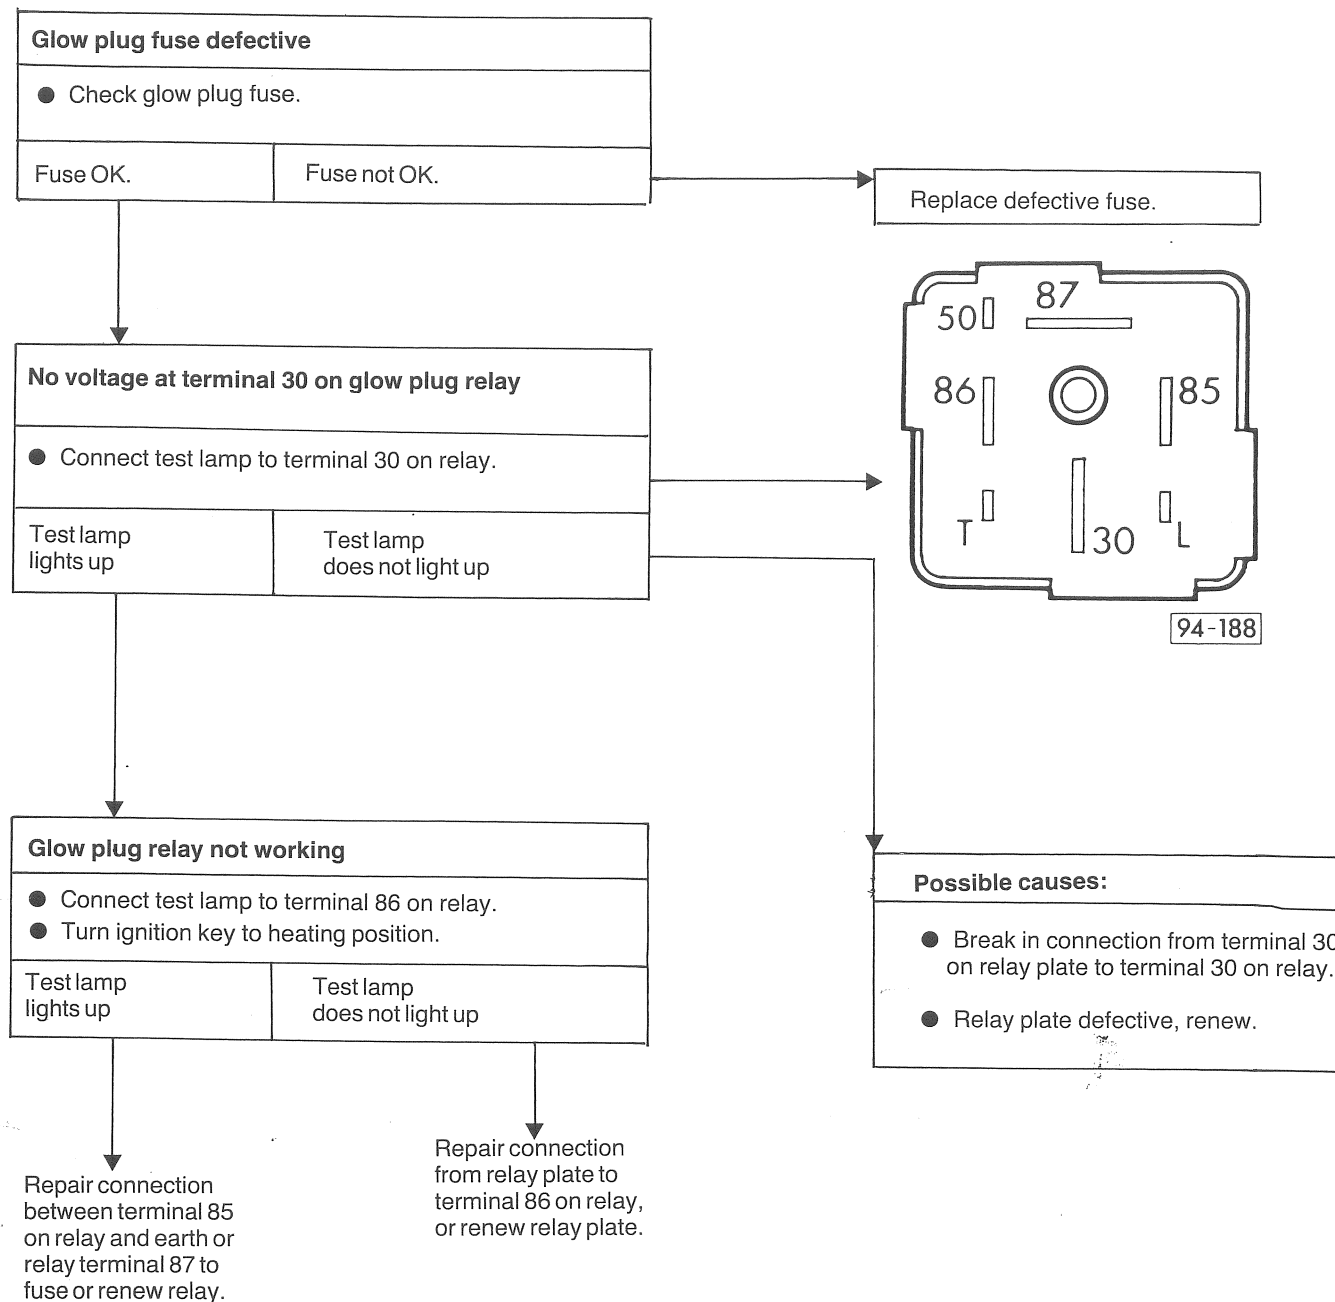 Glow plug fuse defective
● Check glow plug fuse.
Fuse OK.
Fuse not OK.
Replace defective fuse.
50
87
86
85
T
30
L
94-188
No voltage at terminal 30 on glow plug relay
● Connect test lamp to terminal 30 on relay.
Test lamp
lights up
Test lamp
does not light up
Glow plug relay not working
● Connect test lamp to terminal 86 on relay.
● Turn ignition key to heating position.
Test lamp
lights up
Test lamp
does not light up
Possible causes:
● Break in connection from terminal 30
on relay plate to terminal 30 on relay.
● Relay plate defective, renew.
Repair connection
from relay plate to
terminal 86 on relay,
or renew relay plate.
Repair connection
between terminal 85
on relay and earth or
relay terminal 87 to
fuse or renew relay.